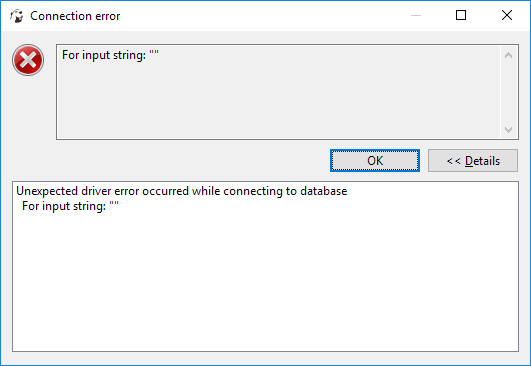 Connection error
For input string: ""
OK
<< Details
Unexpected driver error occurred while connecting to database
For input string: ""